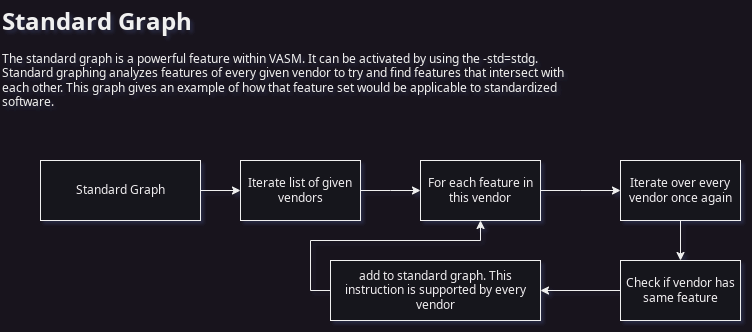 Standard Graph
The standard graph is a powerful feature within VASM. It can be activated by using the -std=stdg.
Standard graphing analyzes features of every given vendor to try and find features that intersect with
each other. This graph gives an example of how that feature set would be applicable to standardized
software.
Standard Graph
Iterate list of given
vendors
For each feature in
this vendor
Iterate over every
vendor once again
Check if vendor has
same feature
add to standard graph. This
instruction is supported by every
vendor